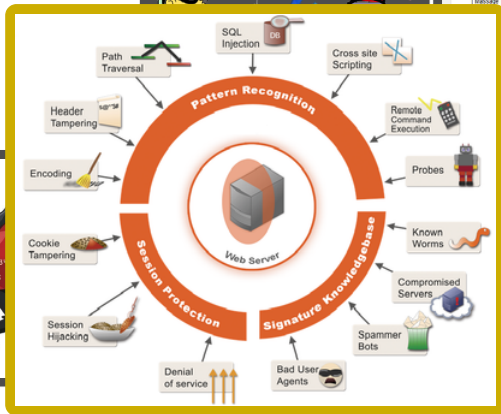 Massage
SQL
Injection
DB
Path
Traversal
Cross site
Scripting
Pattern Recognition
Header
Tampering
Remote
Command
Execution
Encoding
Probes
Web Server
Cookie
Tampering
Known
Worms
Session Protection
Signature Knowledgebase
Compromised
Servers
Session
Hijacking
Spammer
Bots
Denial
of service
Bad User
Agents